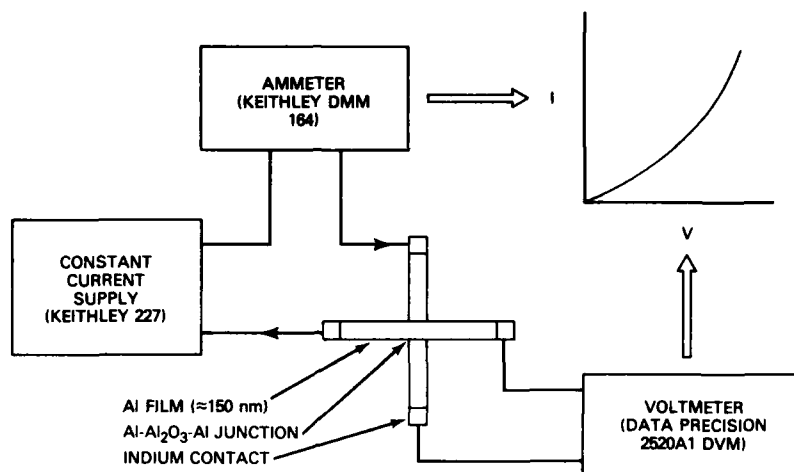 AMMETER
(KEITHLEY DMM
164)
I
V
CONSTANT
CURRENT
SUPPLY
(KEITHLEY 227)
Al FILM (≈150 nm)
Al-Al₂O₃-Al JUNCTION
INDIUM CONTACT
VOLTMETER
(DATA PRECISION
2520A1 DVM)